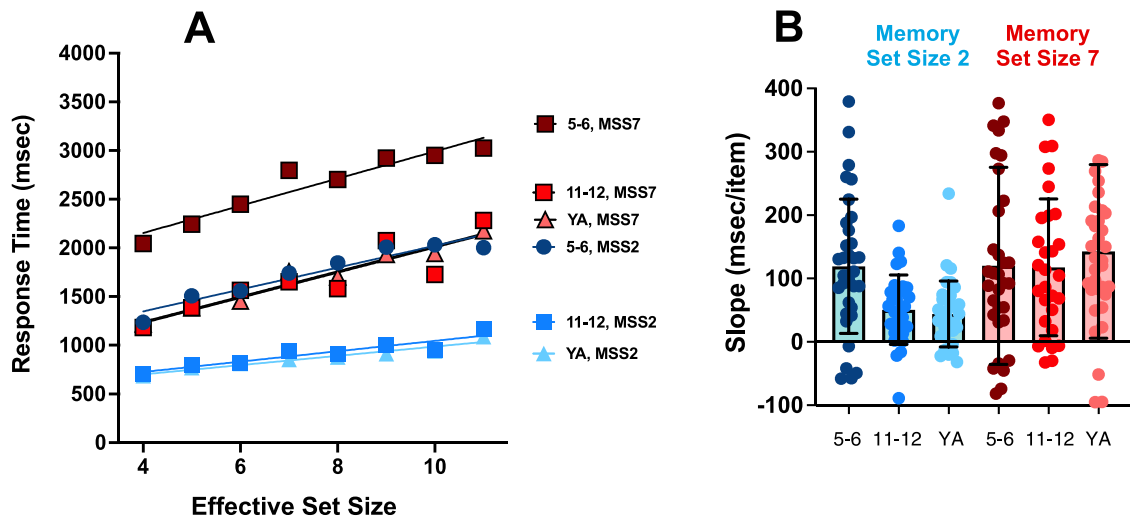 A
Response Time (msec)
4000
3500
3000
2500
2000
1500
1000
500
0
4
6
8
10
Effective Set Size
5-6, MSS7
11-12, MSS7
YA, MSS7
5-6, MSS2
11-12, MSS2
YA, MSS2
B
Memory
Set Size 2
Memory
Set Size 7
Slope (msec/item)
400
300
200
100
0
-100
5-6
11-12
YA
5-6
11-12
YA